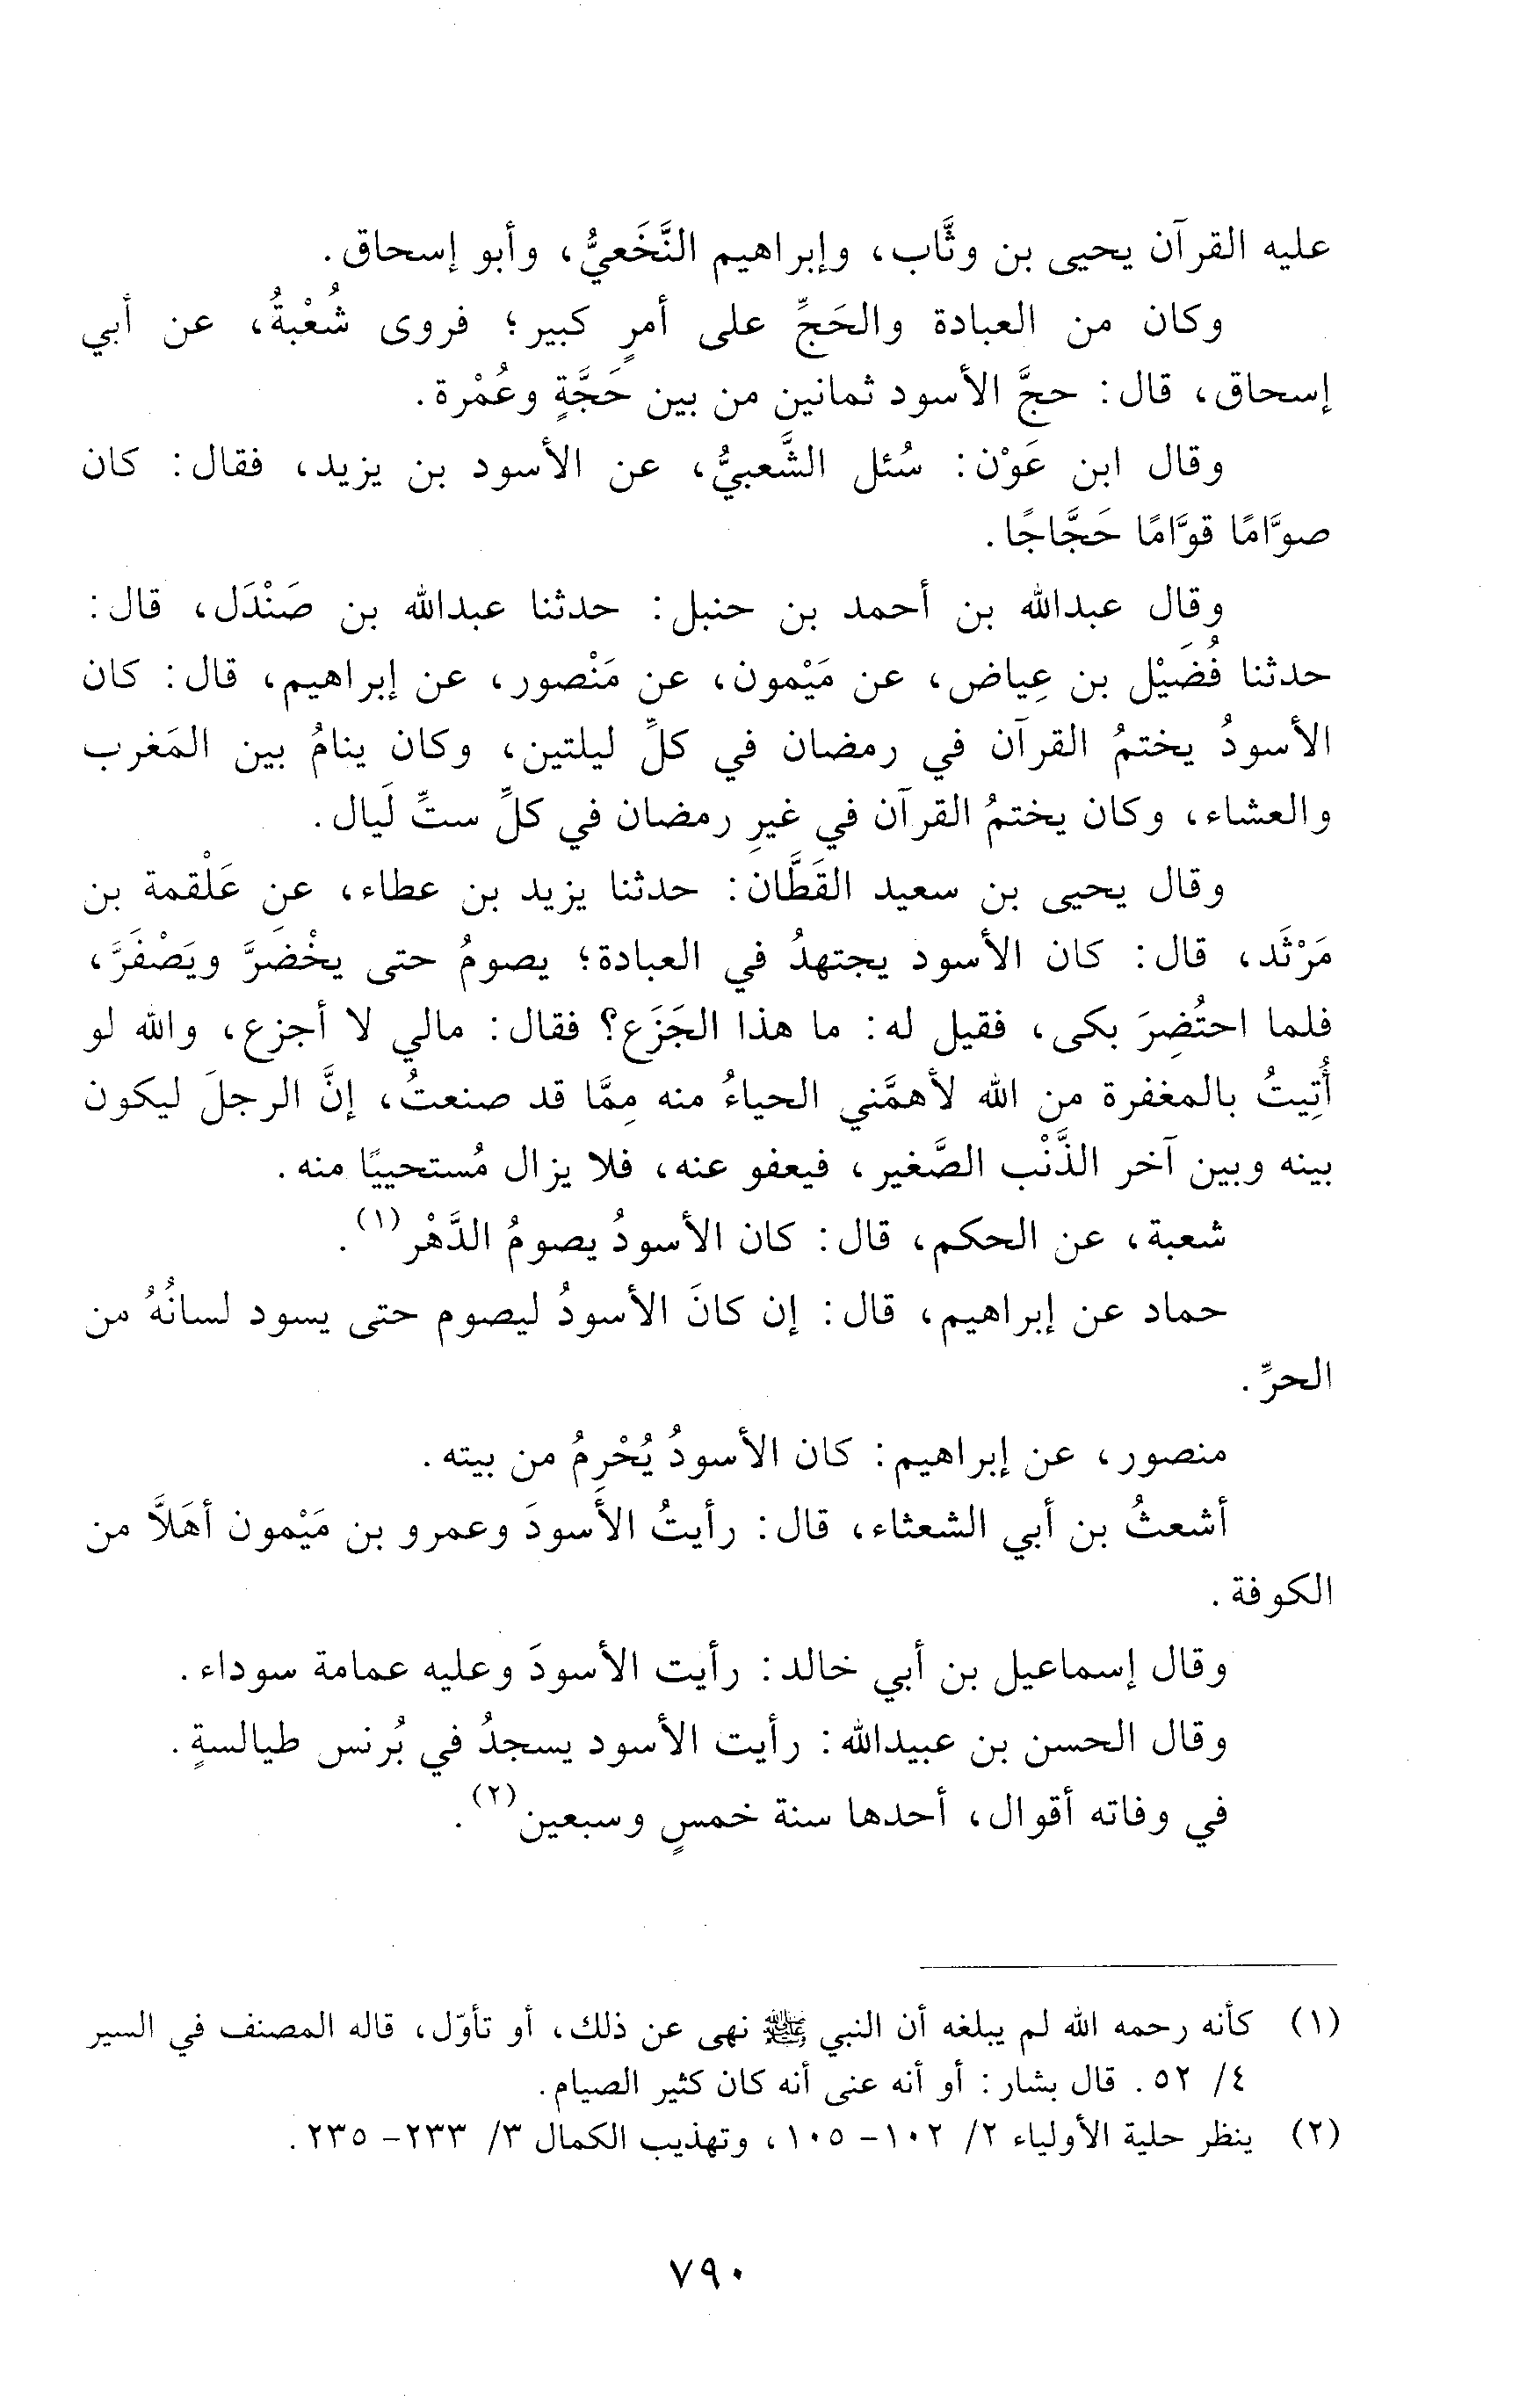 عليه القرآن يحيى بن وثَّاب، وإبراهيم النَّخَعيُّ، وأبو إسحاق.
وكان من العبادة والحَجِّ على أمرٍ كبير؛ فروى شُعْبةُ، عن أبي
إسحاق، قال: حجَّ الأسود ثمانين من بين حَجَّةٍ وعُمْرة.
وقال ابن عَوْن: سُئل الشَّعبيُّ، عن الأسود بن يزيد، فقال: كان
صوَّامًا قوَّامًا حَجَّاجًا.
وقال عبدالله بن أحمد بن حنبل: حدثنا عبدالله بن صَنْدَل، قال:
حدثنا فُضَيْل بن عِياض، عن مَيْمون، عن مَنْصور، عن إبراهيم، قال: كان
الأسودُ يختمُ القرآن في رمضان في كلِّ ليلتين، وكان ينامُ بين المَغرب
والعشاء، وكان يختمُ القرآن في غيرِ رمضان في كلِّ ستِّ لَيال.
وقال يحيى بن سعيد القَطَّان: حدثنا يزيد بن عطاء، عن عَلْقمة بن
مَرْثَد، قال: كان الأسود يجتهدُ في العبادة؛ يصومُ حتى يخْضَرَّ ويَصْفَرَّ،
فلما احتُضِرَ بكى، فقيل له: ما هذا الجَزَع؟ فقال: مالي لا أجزع، والله لو
أُتِيتُ بالمغفرة من الله لأهمَّني الحياءُ منه مِمَّا قد صنعتُ، إنَّ الرجلَ ليكون
بينه وبين آخر الذَّنْب الصَّغير، فيعفو عنه، فلا يزال مُستحييًا منه.
شعبة، عن الحكم، قال: كان الأسودُ يصومُ الدَّهْر(١).
حماد عن إبراهيم، قال: إن كانَ الأسودُ ليصوم حتى يسود لسانُهُ من
الحرِّ.
منصور، عن إبراهيم: كان الأسودُ يُحْرِمُ من بيته.
أشعثُ بن أبي الشعثاء، قال: رأيتُ الأَسودَ وعمرو بن مَيْمون أهَلاَّ من
الكوفة.
وقال إسماعيل بن أبي خالد: رأيت الأسودَ وعليه عمامة سوداء.
وقال الحسن بن عبيدالله: رأيت الأسود يسجدُ في بُرنس طيالسةٍ.
في وفاته أقوال، أحدها سنة خمسٍ وسبعين(٢).
(١) كأنه رحمه الله لم يبلغه أن النبي ﷺ نهى عن ذلك، أو تأوّل، قاله المصنف في السير
٤/ ٥٢. قال بشار: أو أنه عنى أنه كان كثير الصيام.
(٢) ينظر حلية الأولياء ٢/ ١٠٢- ١٠٥، وتهذيب الكمال ٣/ ٢٣٣- ٢٣٥.
٧٩٠